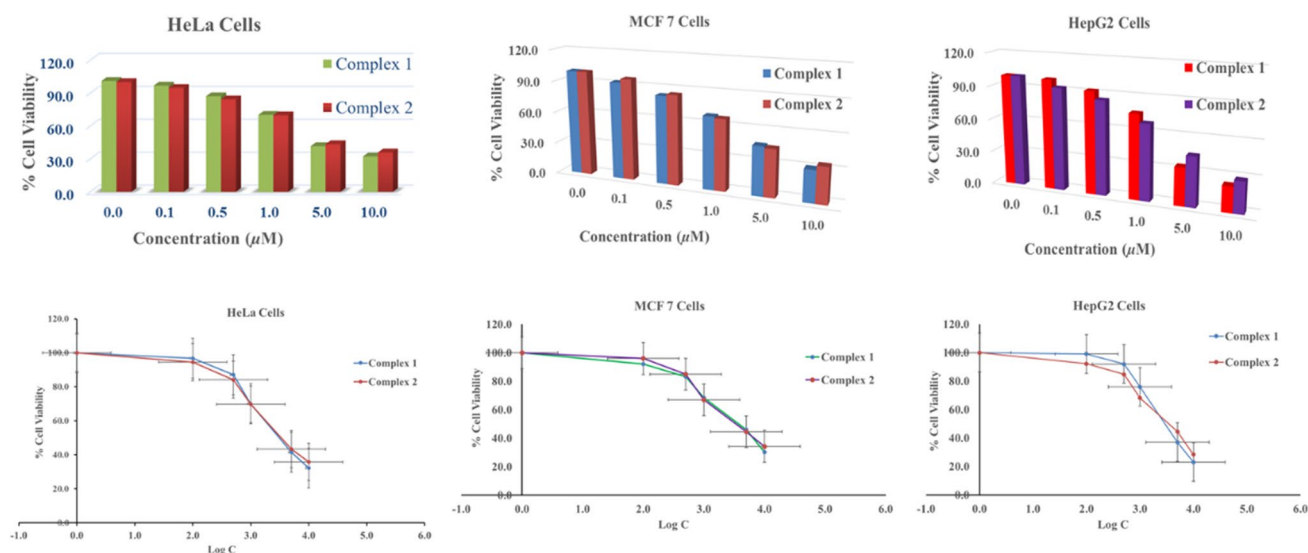 HeLa Cells
120.0
90.0
60.0
30.0
0.0
% Cell Viability
Complex 1
Complex 2
0.0 0.1 0.5 1.0 5.0 10.0
Concentration (µM)
MCF 7 Cells
120.0
90.0
60.0
30.0
0.0
% Cell Viability
Complex 1
Complex 2
0.0 0.1 0.5 1.0 5.0 10.0
Concentration (µM)
HepG2 Cells
120.0
90.0
60.0
30.0
0.0
% Cell Viability
Complex 1
Complex 2
0.0 0.1 0.5 1.0 5.0 10.0
Concentration (µM)
HeLa Cells
120.0
100.0
80.0
60.0
40.0
20.0
0.0
% Cell Viability
Complex 1
Complex 2
-1.0 0.0 1.0 2.0 3.0 4.0 5.0 6.0
Log C
MCF 7 Cells
120.0
100.0
80.0
60.0
40.0
20.0
0.0
% Cell Viability
Complex 1
Complex 2
-1.0 0.0 1.0 2.0 3.0 4.0 5.0 6.0
Log C
HepG2 Cells
120.0
100.0
80.0
60.0
40.0
20.0
0.0
% Cell Viability
Complex 1
Complex 2
-1.0 0.0 1.0 2.0 3.0 4.0 5.0 6.0
Log C